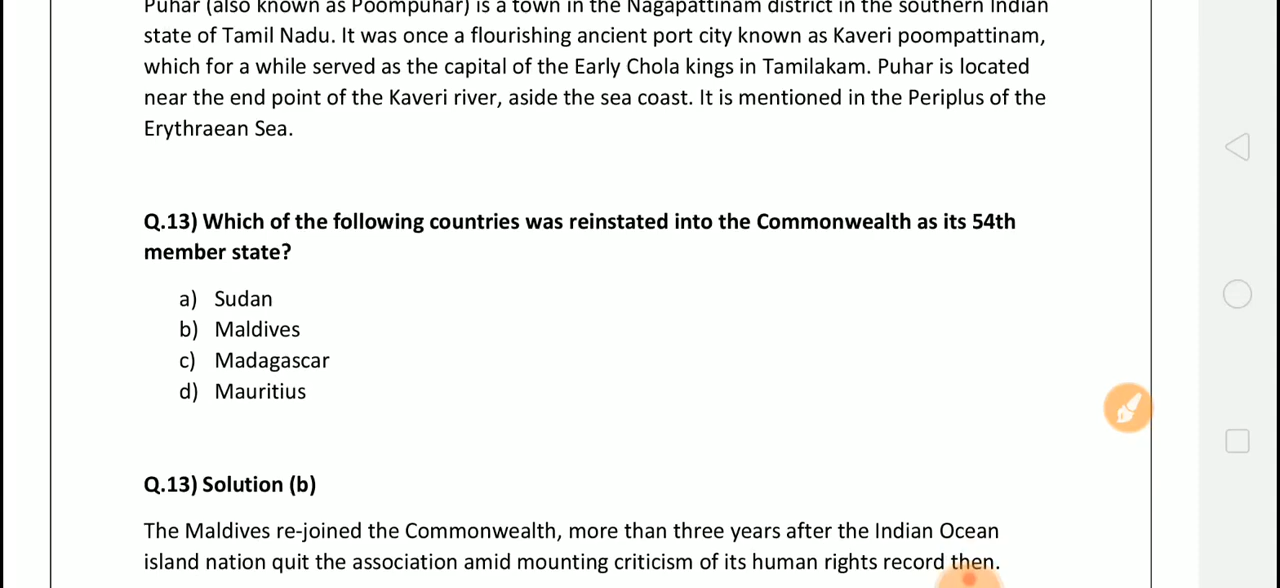 Puhar (also known as Poompuhar) is a town in the Nagapattinam district in the southern Indian
state of Tamil Nadu. It was once a flourishing ancient port city known as Kaveri poompattinam,
which for a while served as the capital of the Early Chola kings in Tamilakam. Puhar is located
near the end point of the Kaveri river, aside the sea coast. It is mentioned in the Periplus of the
Erythraean Sea.
Q.13) Which of the following countries was reinstated into the Commonwealth as its 54th
member state?
a) Sudan
b) Maldives
c) Madagascar
d) Mauritius
Q.13) Solution (b)
The Maldives re-joined the Commonwealth, more than three years after the Indian Ocean
island nation quit the association amid mounting criticism of its human rights record then.